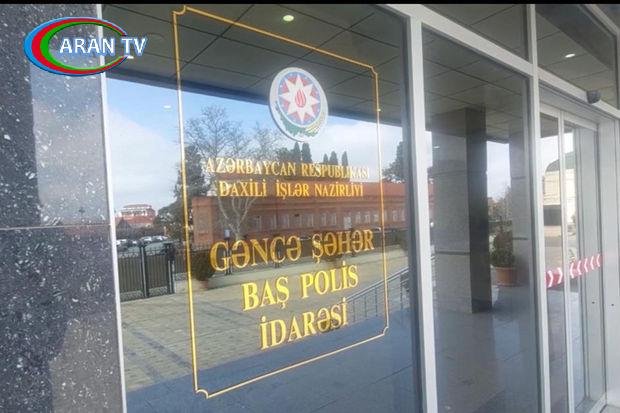 ARAN TV
AZƏRBAYCAN RESPUBLİKASI
DAXİLİ İŞLƏR NAZİRLİYİ
GƏNCƏ ŞƏHƏR
BAŞ POLİS
İDARƏSİ